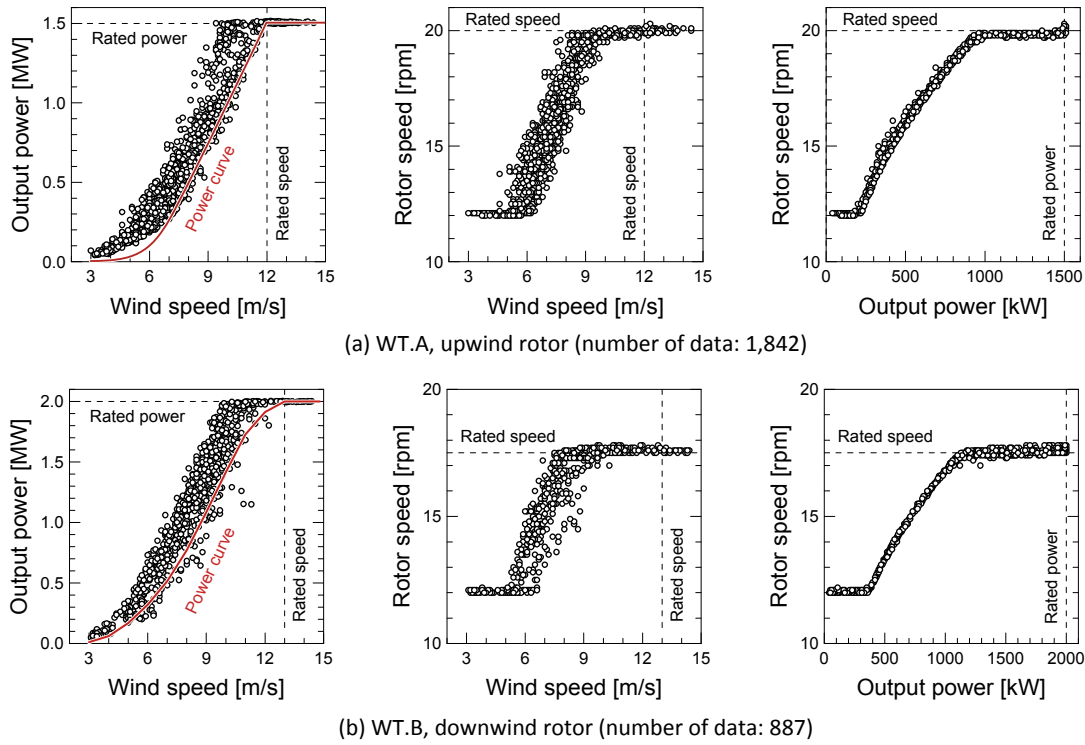 1.5
1.0
0.5
0.0
Output power [MW]
Rated power
Power curve
Rated speed
3 6 9 12 15
Wind speed [m/s]
20
15
10
Rotor speed [rpm]
Rated speed
Rated speed
3 6 9 12 15
Wind speed [m/s]
20
15
10
Rotor speed [rpm]
Rated speed
Rated power
0 500 1000 1500
Output power [kW]
(a) WT.A, upwind rotor (number of data: 1,842)
2.0
1.5
1.0
0.5
0.0
Output power [MW]
Rated power
Power curve
Rated speed
3 6 9 12 15
Wind speed [m/s]
20
15
10
Rotor speed [rpm]
Rated speed
Rated speed
3 6 9 12 15
Wind speed [m/s]
20
15
10
Rotor speed [rpm]
Rated speed
Rated power
0 500 1000 1500 2000
Output power [kW]
(b) WT.B, downwind rotor (number of data: 887)